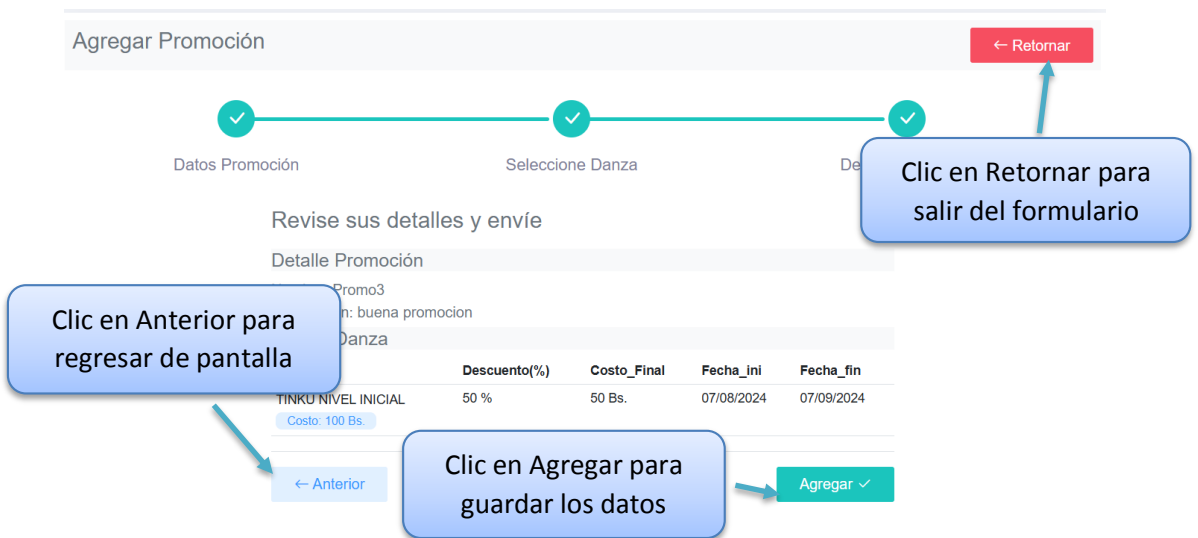 Agregar Promoción
← Retornar
Datos Promoción
Seleccione Danza
De
Clic en Retornar para
salir del formulario
Revise sus detalles y envíe
Detalle Promoción
Promo3
n: buena promocion
Danza
Clic en Anterior para
regresar de pantalla
Descuento(%) Costo_Final Fecha_ini Fecha_fin
TINKU NIVEL INICIAL 50 % 50 Bs. 07/08/2024 07/09/2024
Costo: 100 Bs.
← Anterior
Clic en Agregar para
guardar los datos
Agregar ✓